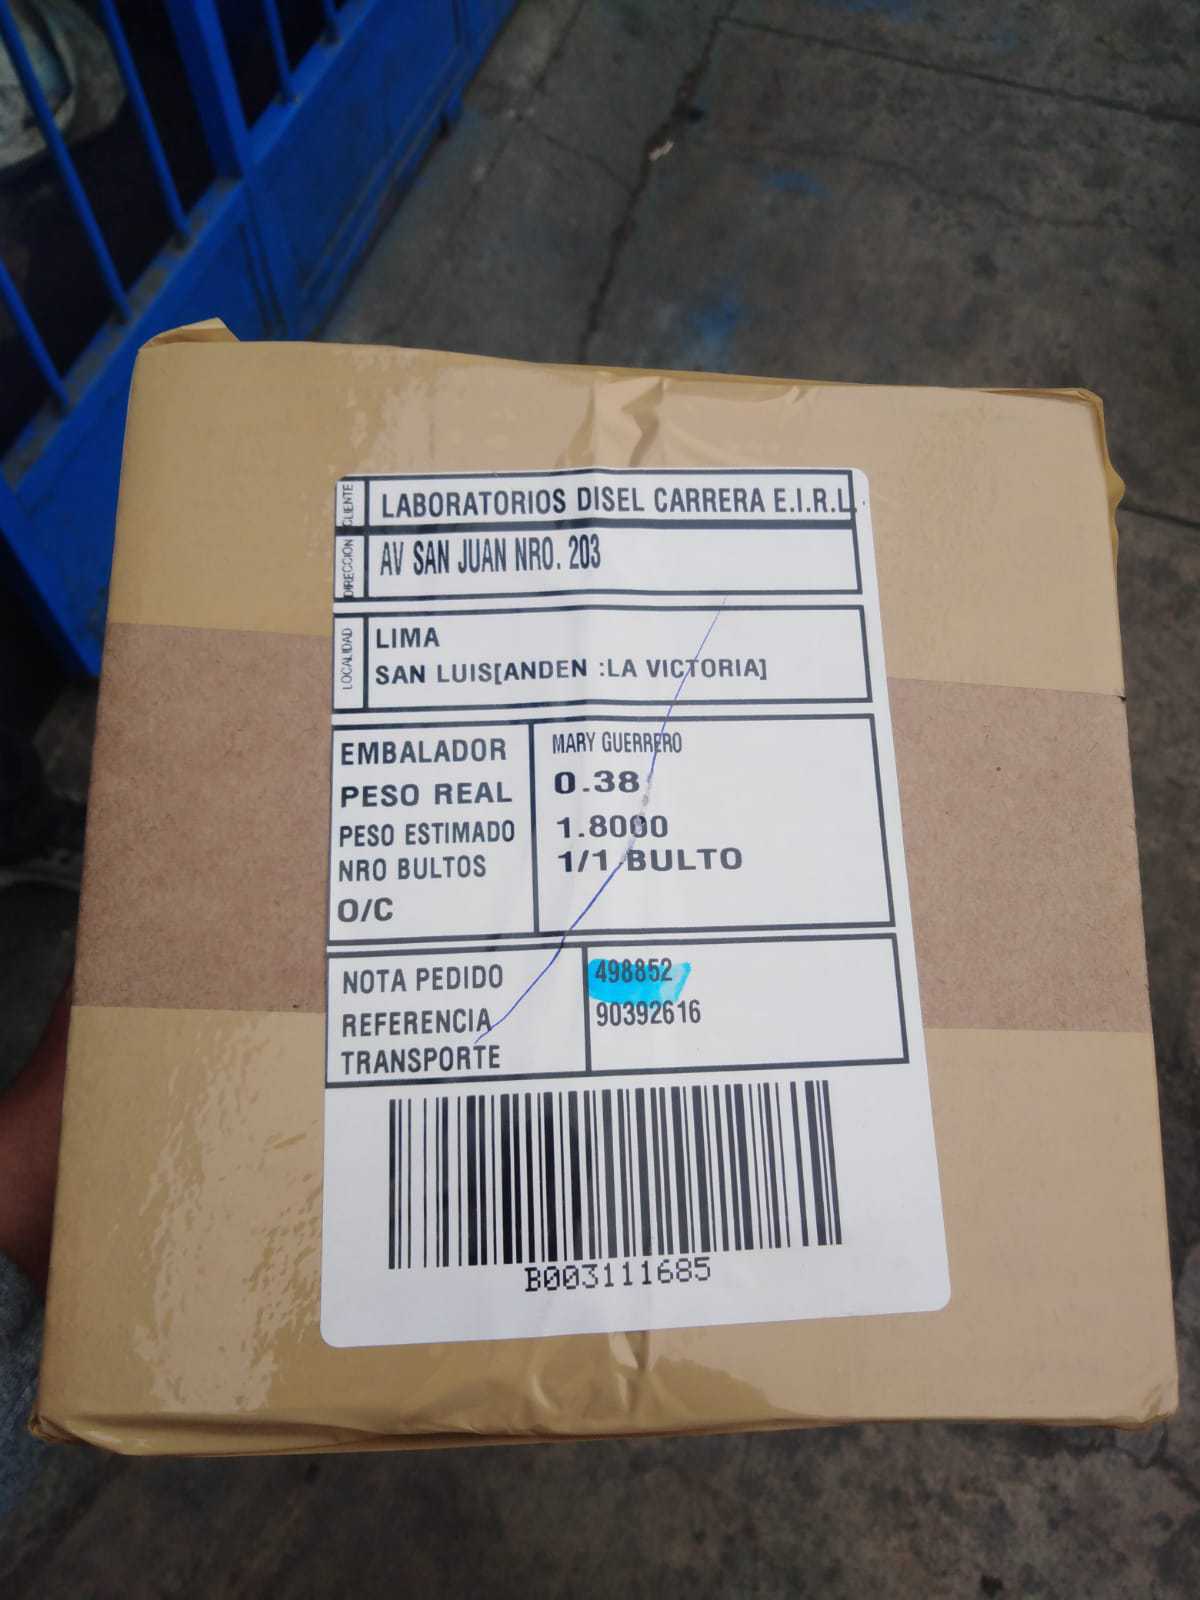 CLIENTE LABORATORIOS DISEL CARRERA E.I.R.L.
DIRECCION AV SAN JUAN NRO. 203
LOCALIDAD LIMA
SAN LUIS[ANDEN :LA VICTORIA]
EMBALADOR MARY GUERRERO
PESO REAL 0.38
PESO ESTIMADO 1.8000
NRO BULTOS 1/1 BULTO
O/C
NOTA PEDIDO 498852
REFERENCIA 90392616
TRANSPORTE
B003111685